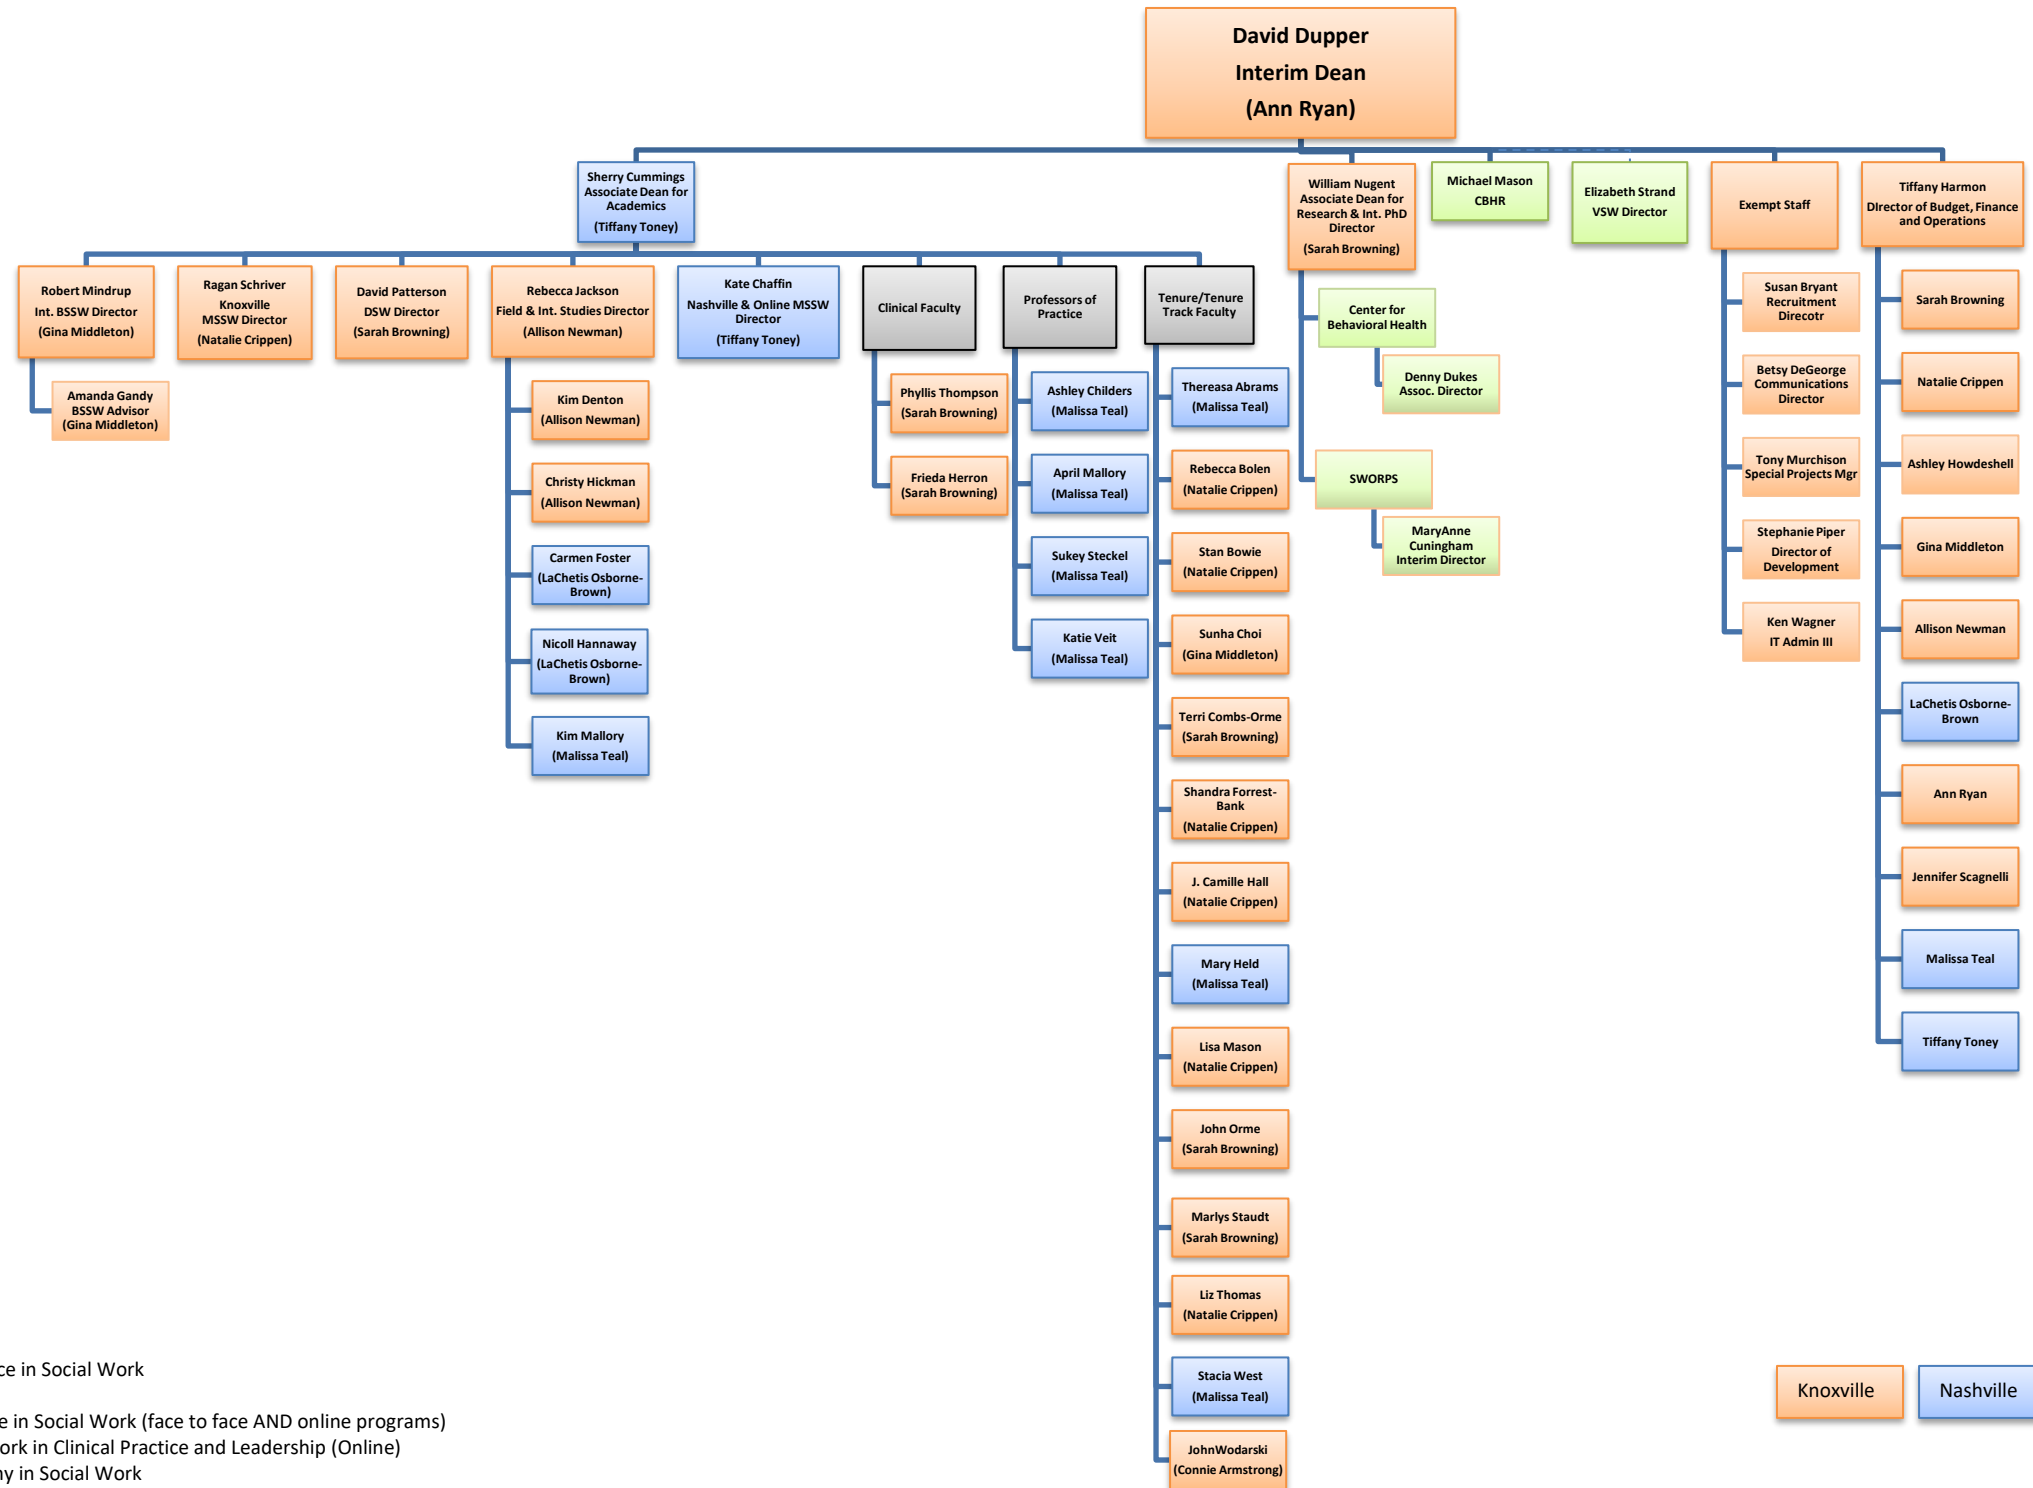 David Dupper
Interim Dean
(Ann Ryan)
Sherry Cummings
Associate Dean for
Academics
(Tiffany Toney)
William Nugent
Associate Dean for
Research & Int. PhD
Director
(Sarah Browning)
Michael Mason
CBHR
Elizabeth Strand
VSW Director
Exempt Staff
Tiffany Harmon
DIrector of Budget, Finance
and Operations
Robert Mindrup
Int. BSSW Director
(Gina Middleton)
Ragan Schriver
Knoxville
MSSW Director
(Natalie Crippen)
David Patterson
DSW Director
(Sarah Browning)
Rebecca Jackson
Field & Int. Studies Director
(Allison Newman)
Kate Chaffin
Nashville & Online MSSW
Director
(Tiffany Toney)
Clinical Faculty
Professors of
Practice
Tenure/Tenure
Track Faculty
Amanda Gandy
BSSW Advisor
(Gina Middleton)
Kim Denton
(Allison Newman)
Christy Hickman
(Allison Newman)
Carmen Foster
(LaChetis Osborne-
Brown)
Nicoll Hannaway
(LaChetis Osborne-
Brown)
Kim Mallory
(Malissa Teal)
Phyllis Thompson
(Sarah Browning)
Frieda Herron
(Sarah Browning)
Ashley Childers
(Malissa Teal)
April Mallory
(Malissa Teal)
Sukey Steckel
(Malissa Teal)
Katie Veit
(Malissa Teal)
Thereasa Abrams
(Malissa Teal)
Rebecca Bolen
(Natalie Crippen)
Stan Bowie
(Natalie Crippen)
Sunha Choi
(Gina Middleton)
Terri Combs-Orme
(Sarah Browning)
Shandra Forrest-
Bank
(Natalie Crippen)
J. Camille Hall
(Natalie Crippen)
Mary Held
(Malissa Teal)
Lisa Mason
(Natalie Crippen)
John Orme
(Sarah Browning)
Marlys Staudt
(Sarah Browning)
Liz Thomas
(Natalie Crippen)
Stacia West
(Malissa Teal)
JohnWodarski
(Connie Armstrong)
Center for
Behavioral Health
Denny Dukes
Assoc. Director
SWORPS
MaryAnne
Cuningham
Interim Director
Susan Bryant
Recruitment
Direcotr
Betsy DeGeorge
Communications
Director
Tony Murchison
Special Projects Mgr
Stephanie Piper
Director of
Development
Ken Wagner
IT Admin III
Sarah Browning
Natalie Crippen
Ashley Howdeshell
Gina Middleton
Allison Newman
LaChetis Osborne-
Brown
Ann Ryan
Jennifer Scagnelli
Malissa Teal
Tiffany Toney
ce in Social Work
e in Social Work (face to face AND online programs)
ork in Clinical Practice and Leadership (Online)
ny in Social Work
Knoxville
Nashville